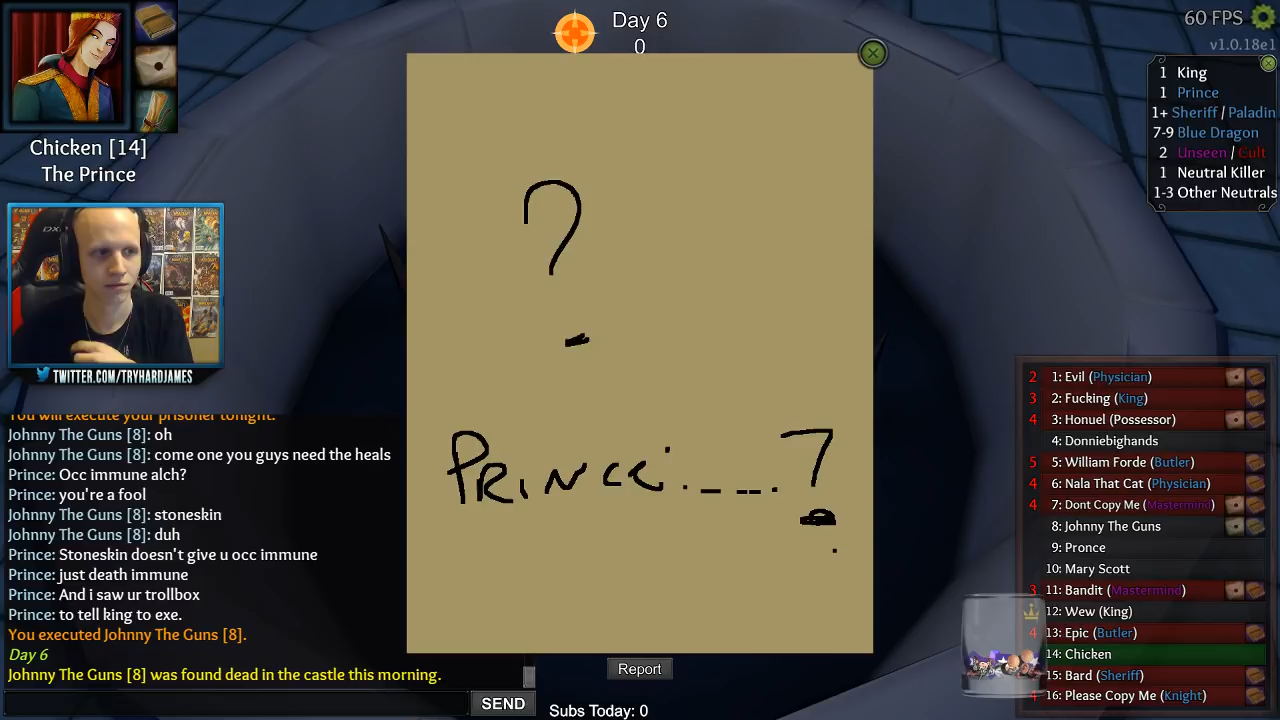 Day 6
0
60 FPS
v1.0.18e1
1 King
1 Prince
1+ Sheriff / Paladin
7-9 Blue Dragon
2 Unseen / Cult
1 Neutral Killer
1-3 Other Neutrals
Chicken [14]
The Prince
TWITTER.COM/TRYHARDJAMES
?
PRINCE: .---. ?
You will execute your prisoner tonight.
Johnny The Guns [8]: oh
Johnny The Guns [8]: come one you guys need the heals
Prince: Occ immune alch?
Prince: you're a fool
Johnny The Guns [8]: stoneskin
Johnny The Guns [8]: duh
Prince: Stoneskin doesn't give u occ immune
Prince: just death immune
Prince: And i saw ur trollbox
Prince: to tell king to exe.
You executed Johnny The Guns [8].
Day 6
Johnny The Guns [8] was found dead in the castle this morning.
SEND
Report
Subs Today: 0
2 1: Evil (Physician)
3 2: Fucking (King)
4 3: Honuel (Possessor)
4: Donniebighands
5 5: William Forde (Butler)
4 6: Nala That Cat (Physician)
4 7: Dont Copy Me (Mastermind)
8: Johnny The Guns
9: Pronce
10: Mary Scott
3 11: Bandit (Mastermind)
12: Wew (King)
4 13: Epic (Butler)
14: Chicken
15: Bard (Sheriff)
16: Please Copy Me (Knight)